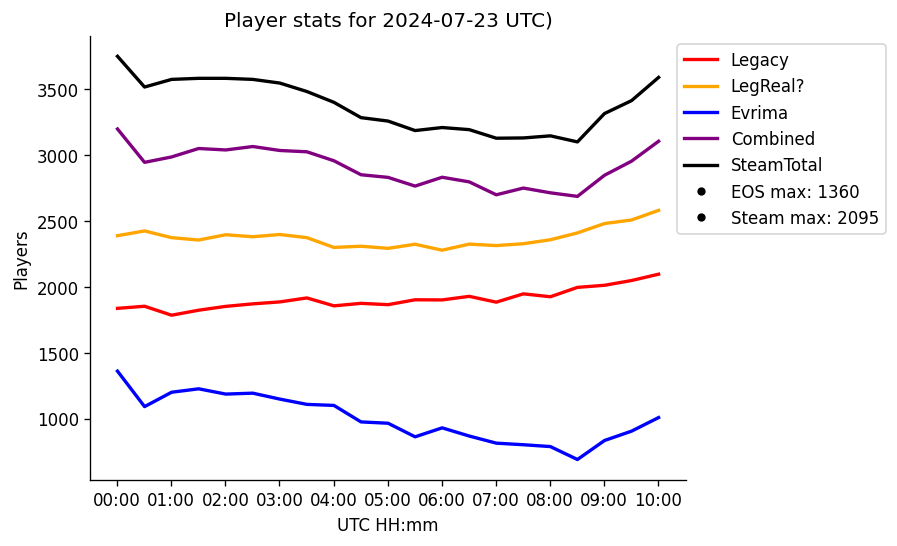 Player stats for 2024-07-23 UTC)
Legacy
LegReal?
Evrima
Combined
SteamTotal
EOS max: 1360
Steam max: 2095
Players
3500
3000
2500
2000
1500
1000
00:00 01:00 02:00 03:00 04:00 05:00 06:00 07:00 08:00 09:00 10:00
UTC HH:mm